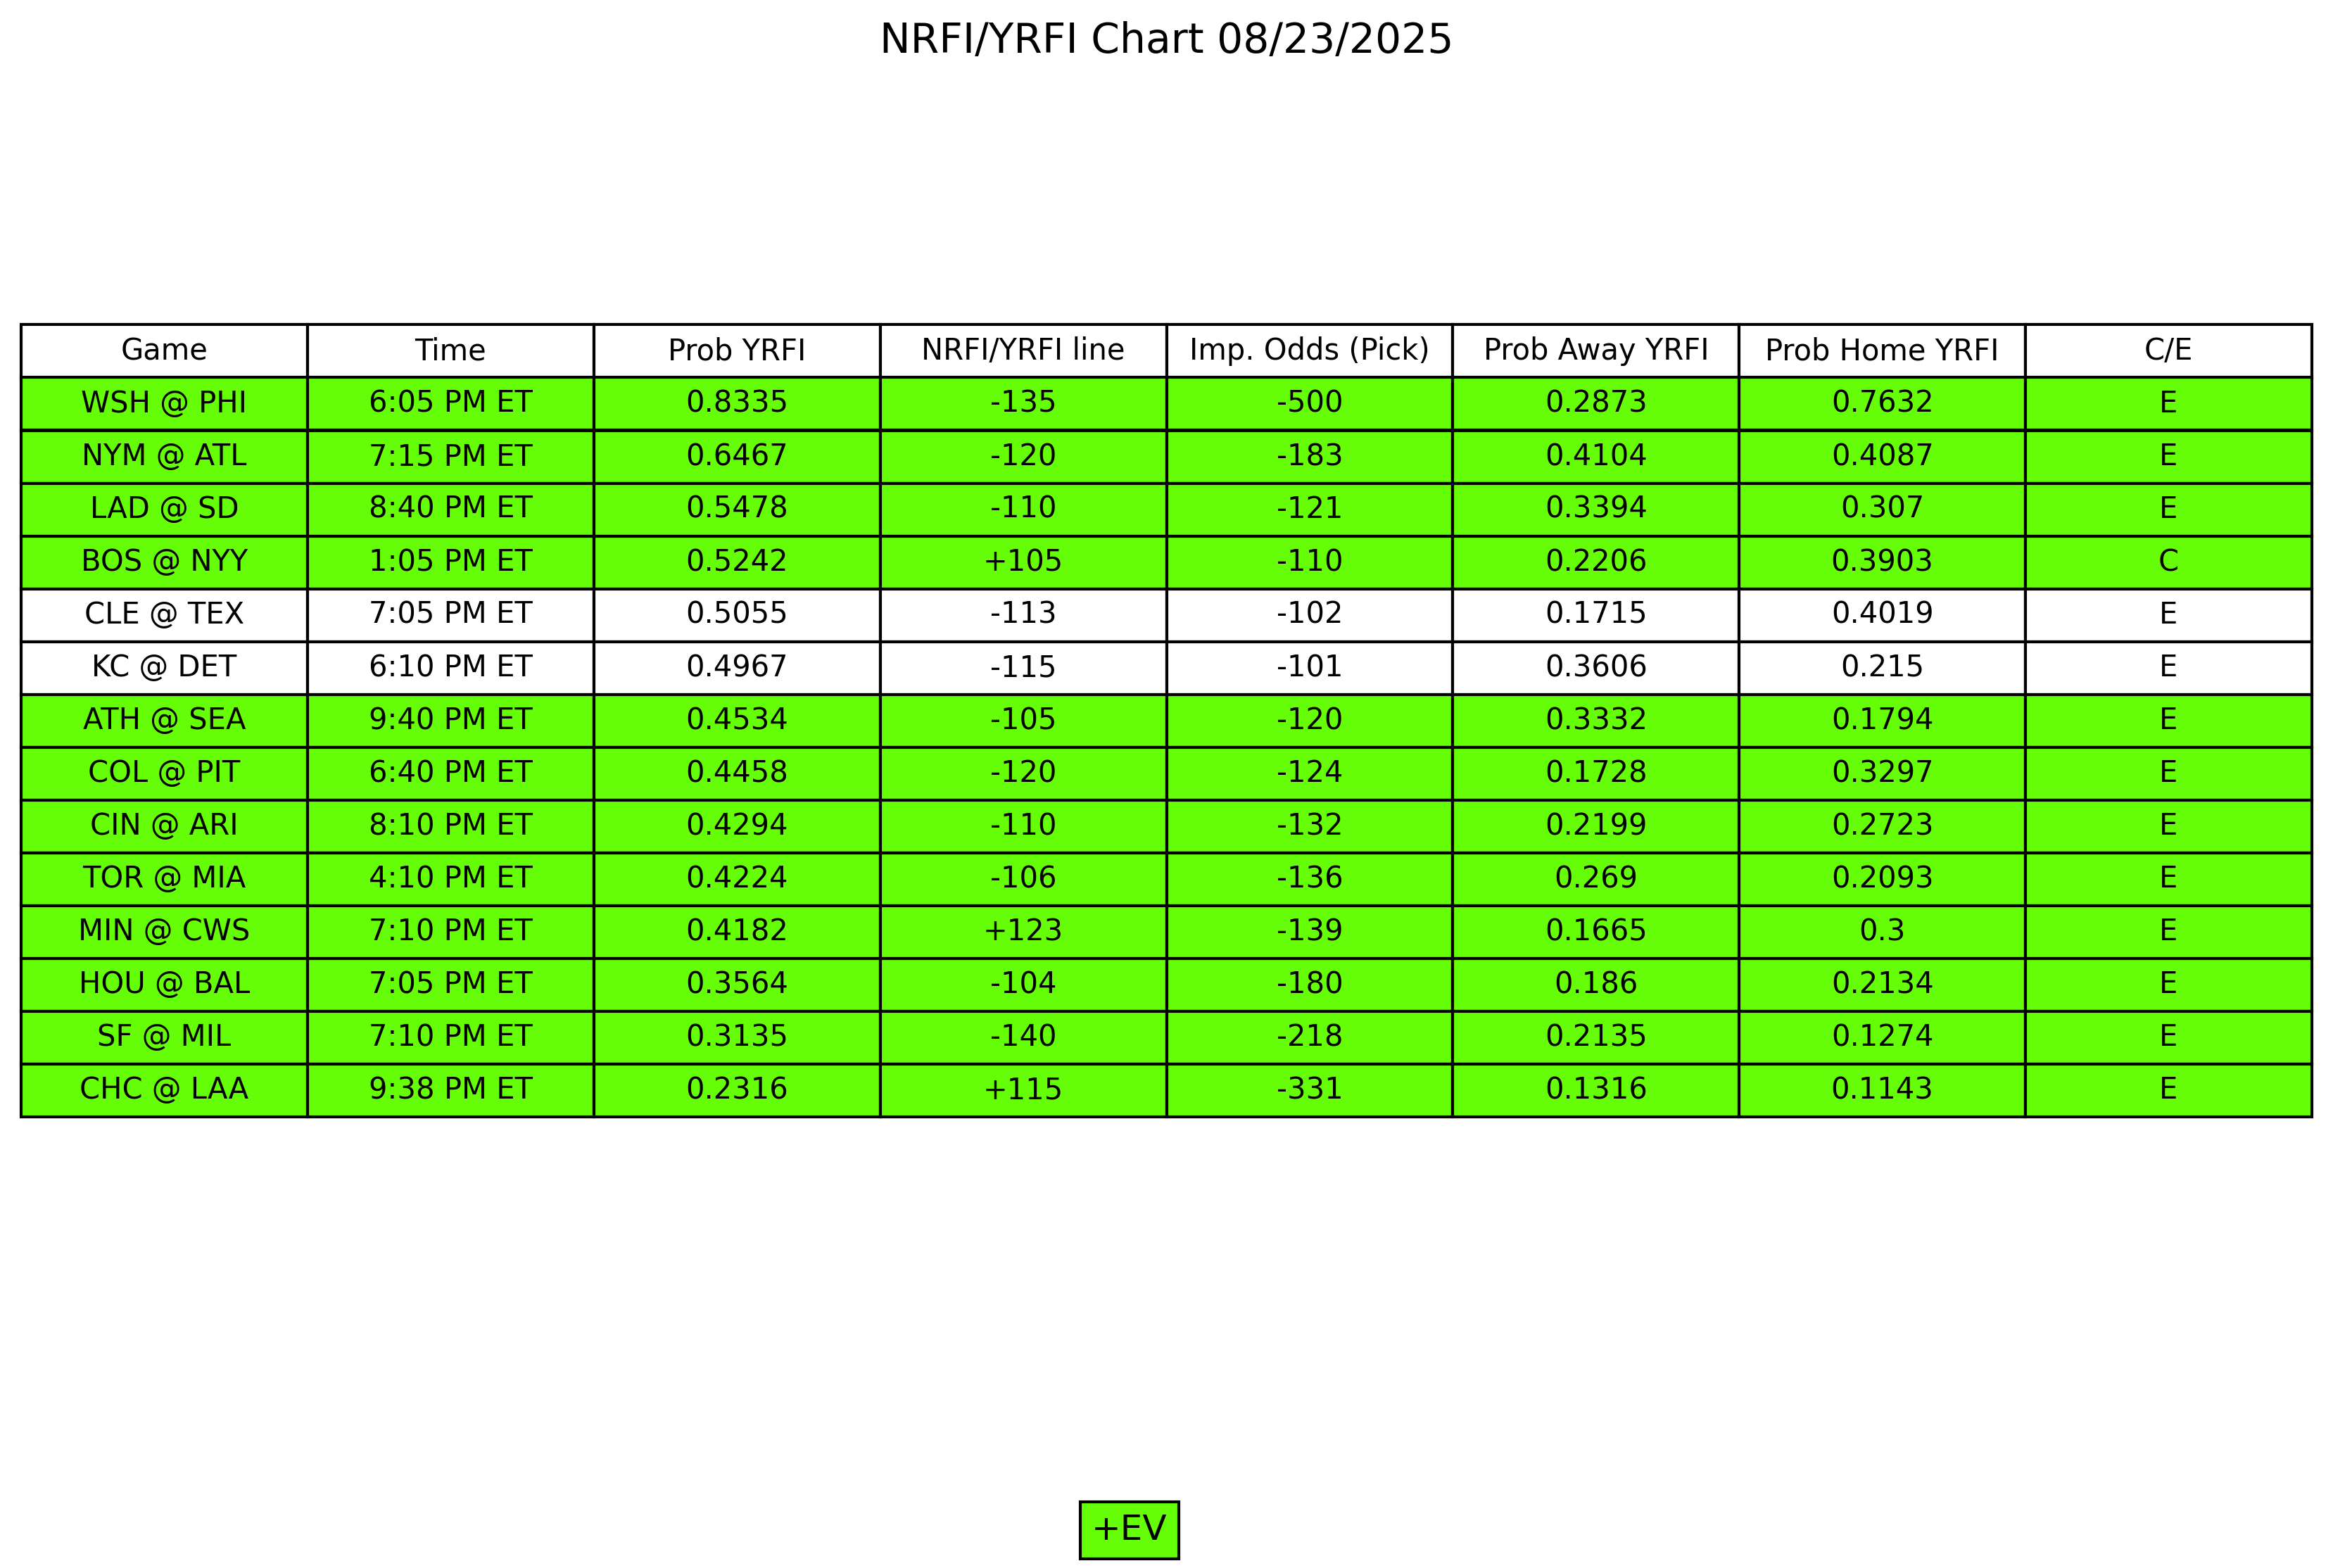 NRFI/YRFI Chart 08/23/2025
Game Time Prob YRFI NRFI/YRFI line Imp. Odds (Pick) Prob Away YRFI Prob Home YRFI C/E
WSH @ PHI 6:05 PM ET 0.8335 -135 -500 0.2873 0.7632 E
NYM @ ATL 7:15 PM ET 0.6467 -120 -183 0.4104 0.4087 E
LAD @ SD 8:40 PM ET 0.5478 -110 -121 0.3394 0.307 E
BOS @ NYY 1:05 PM ET 0.5242 +105 -110 0.2206 0.3903 C
CLE @ TEX 7:05 PM ET 0.5055 -113 -102 0.1715 0.4019 E
KC @ DET 6:10 PM ET 0.4967 -115 -101 0.3606 0.215 E
ATH @ SEA 9:40 PM ET 0.4534 -105 -120 0.3332 0.1794 E
COL @ PIT 6:40 PM ET 0.4458 -120 -124 0.1728 0.3297 E
CIN @ ARI 8:10 PM ET 0.4294 -110 -132 0.2199 0.2723 E
TOR @ MIA 4:10 PM ET 0.4224 -106 -136 0.269 0.2093 E
MIN @ CWS 7:10 PM ET 0.4182 +123 -139 0.1665 0.3 E
HOU @ BAL 7:05 PM ET 0.3564 -104 -180 0.186 0.2134 E
SF @ MIL 7:10 PM ET 0.3135 -140 -218 0.2135 0.1274 E
CHC @ LAA 9:38 PM ET 0.2316 +115 -331 0.1316 0.1143 E
+EV